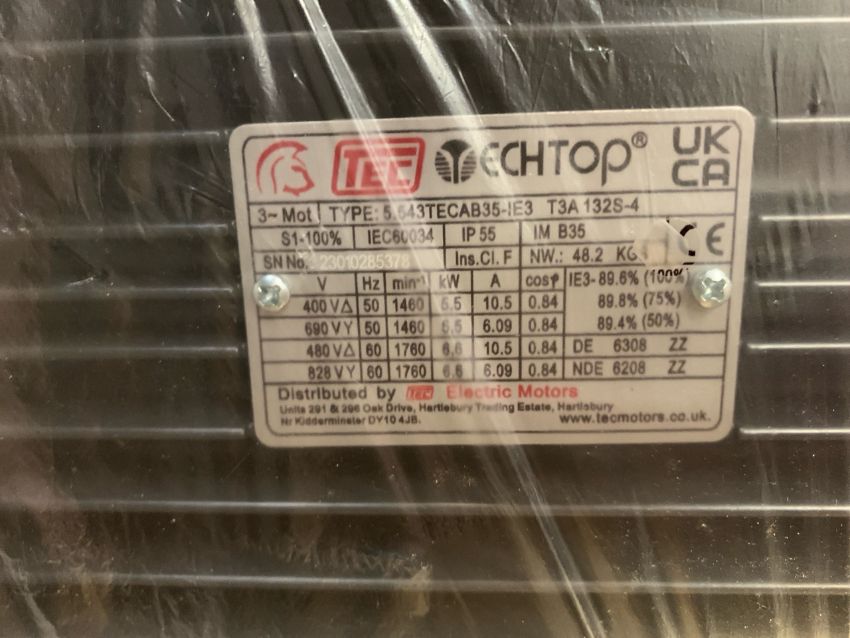 TEC TECHTOP® UK CA
3~ Mot TYPE: 5.543TECAB35-IE3 T3A 132S-4
S1-100% IEC60034 IP 55 IM B35 CE
SN No. 23010285378 Ins.Cl. F NW.: 48.2 KG
V Hz min-1 kW A cosφ IE3- 89.6% (100%)
400 V∆ 50 1460 5.5 10.5 0.84 89.8% (75%)
690 VY 50 1460 5.5 6.09 0.84 89.4% (50%)
480 V∆ 60 1760 6.6 10.5 0.84 DE 6308 ZZ
828 VY 60 1760 6.6 6.09 0.84 NDE 6208 ZZ
Distributed by TEC Electric Motors
Units 291 & 296 Oak Drive, Hartlebury Trading Estate, Hartlebury
Nr Kidderminster DY10 4JB. www.tecmotors.co.uk.